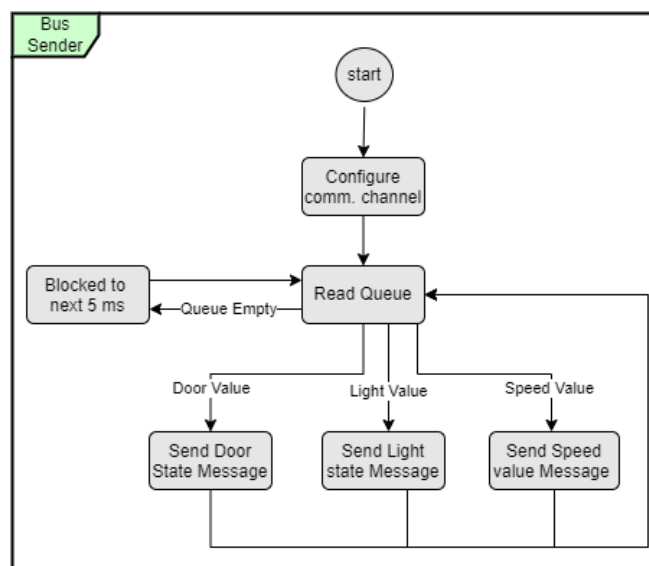 Bus
Sender
start
Configure
comm. channel
Blocked to
next 5 ms
Read Queue
Queue Empty
Door Value
Light Value
Speed Value
Send Door
State Message
Send Light
state Message
Send Speed
value Message